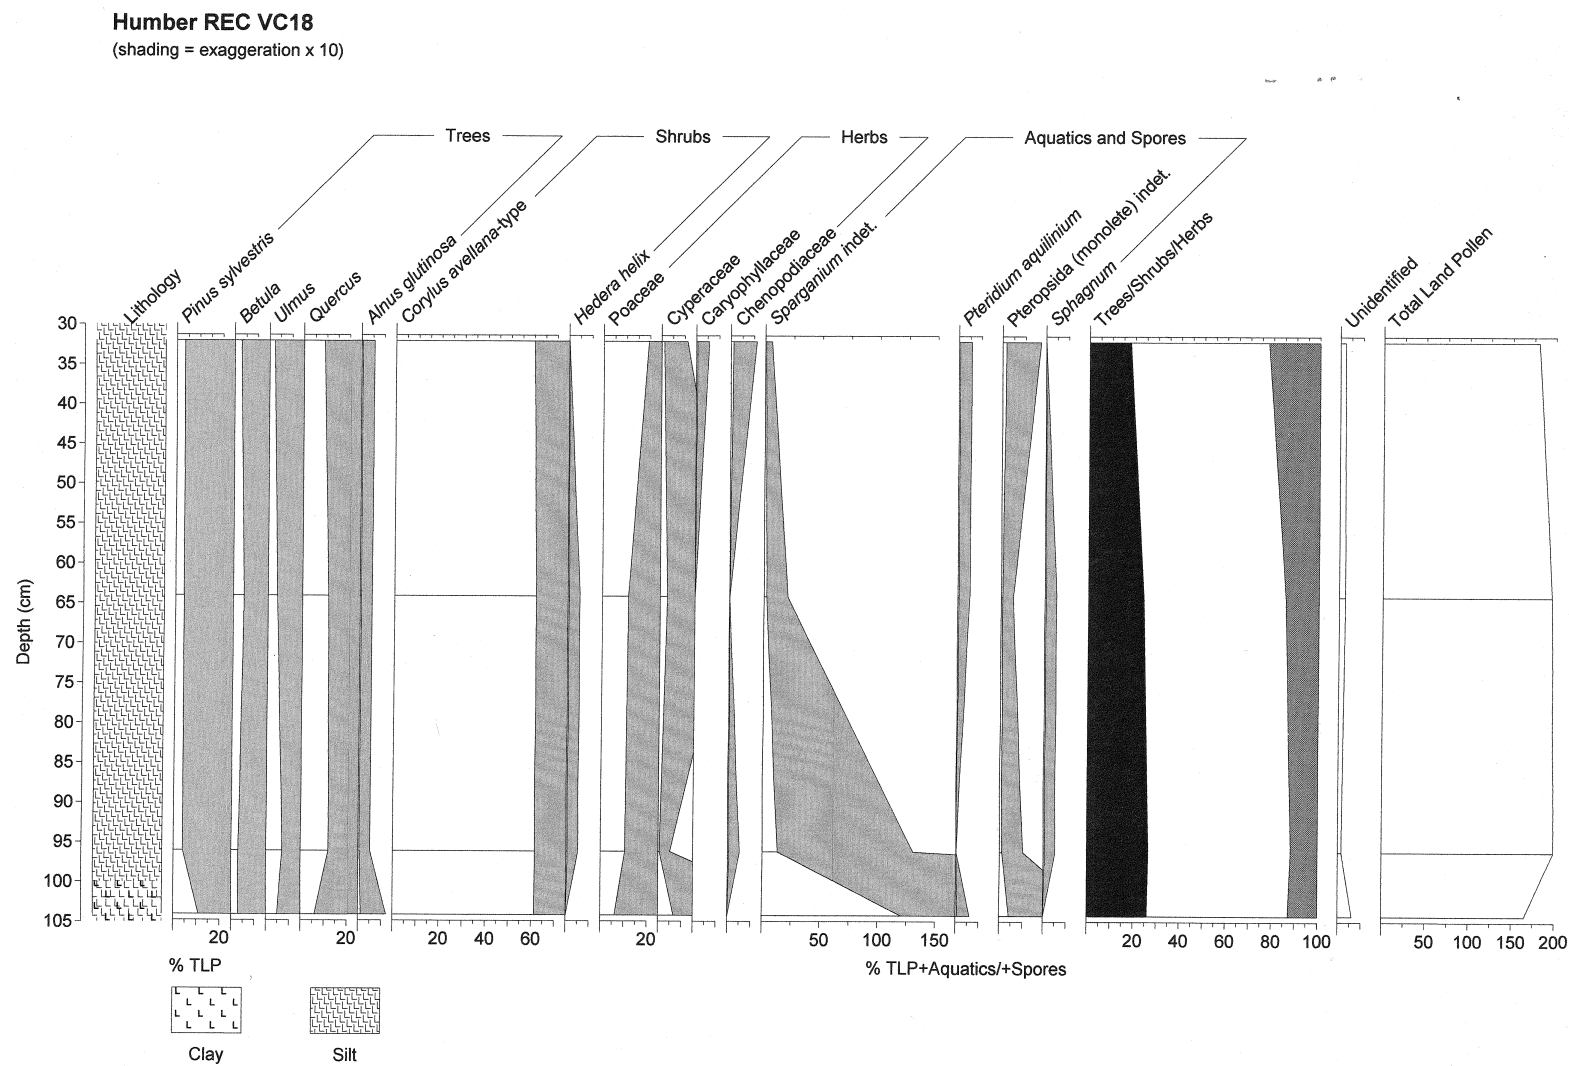 Humber REC VC18
(shading = exaggeration x 10)
Trees
Shrubs
Herbs
Aquatics and Spores
Lithology
Pinus sylvestris
Betula
Ulmus
Quercus
Alnus glutinosa
Corylus avellana-type
Hedera helix
Poaceae
Cyperaceae
Caryophyllaceae
Chenopodiaceae
Sparganium indet.
Pteridium aquilinium
Pteropsida (monolete) indet.
Sphagnum
Trees/Shrubs/Herbs
Unidentified
Total Land Pollen
Depth (cm)
30
35
40
45
50
55
60
65
70
75
80
85
90
95
100
105
20 20 20 40 60 20 50 100 150 20 40 60 80 100 50 100 150 200
% TLP
% TLP+Aquatics/+Spores
Clay
Silt